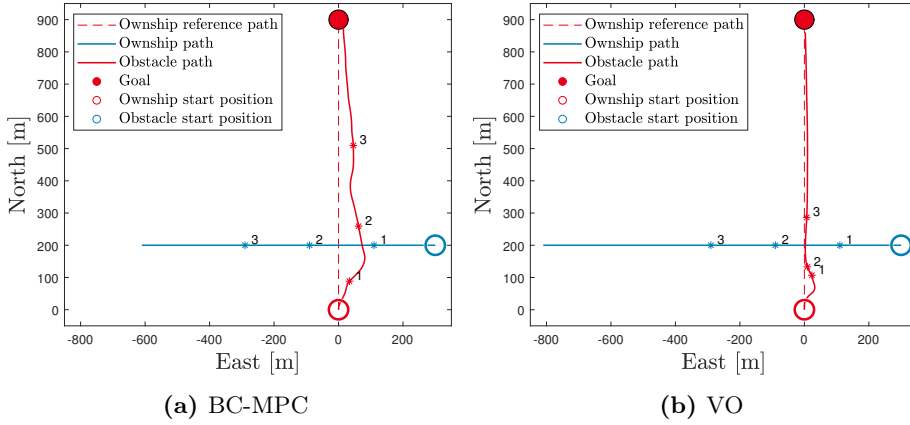 900
800
700
600
500
400
300
200
100
0
North [m]
-800 -600 -400 -200 0 200
East [m]
Ownship reference path
Ownship path
Obstacle path
Goal
Ownship start position
Obstacle start position
3
2
1
3 2 1
(a) BC-MPC
900
800
700
600
500
400
300
200
100
0
North [m]
-800 -600 -400 -200 0 200
East [m]
Ownship reference path
Ownship path
Obstacle path
Goal
Ownship start position
Obstacle start position
3
2
1
3 2 1
(b) VO